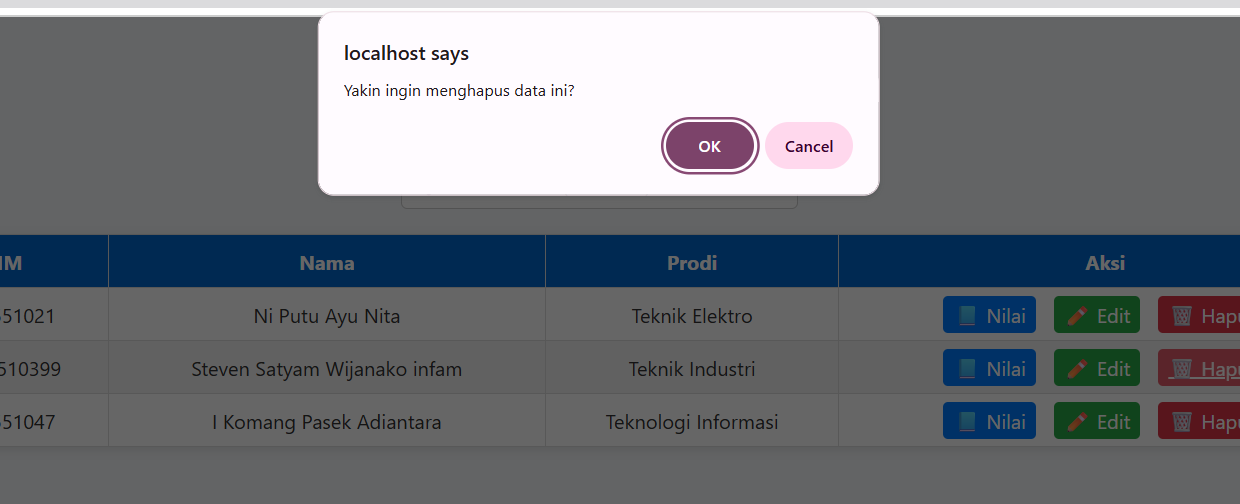 localhost says
Yakin ingin menghapus data ini?
OK Cancel
IM Nama Prodi Aksi
51021 Ni Putu Ayu Nita Teknik Elektro Nilai Edit Hapu
510399 Steven Satyam Wijanako infam Teknik Industri Nilai Edit Hapu
51047 I Komang Pasek Adiantara Teknologi Informasi Nilai Edit Hapu